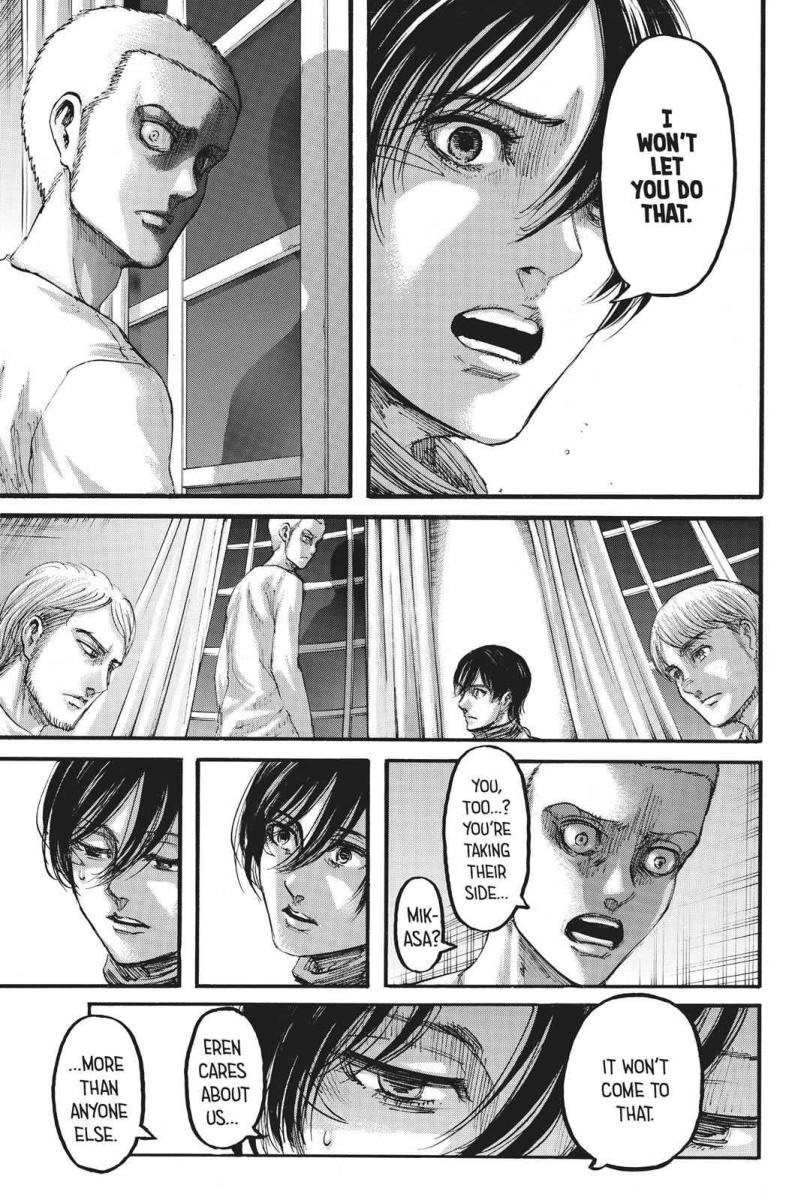 I
WON'T
LET
YOU DO
THAT.
YOU,
TOO...?
YOU'RE
TAKING
THEIR
SIDE...
MIK-
ASA?
IT WON'T
COME TO
THAT.
EREN
CARES
ABOUT
US...
...MORE
THAN
ANYONE
ELSE.